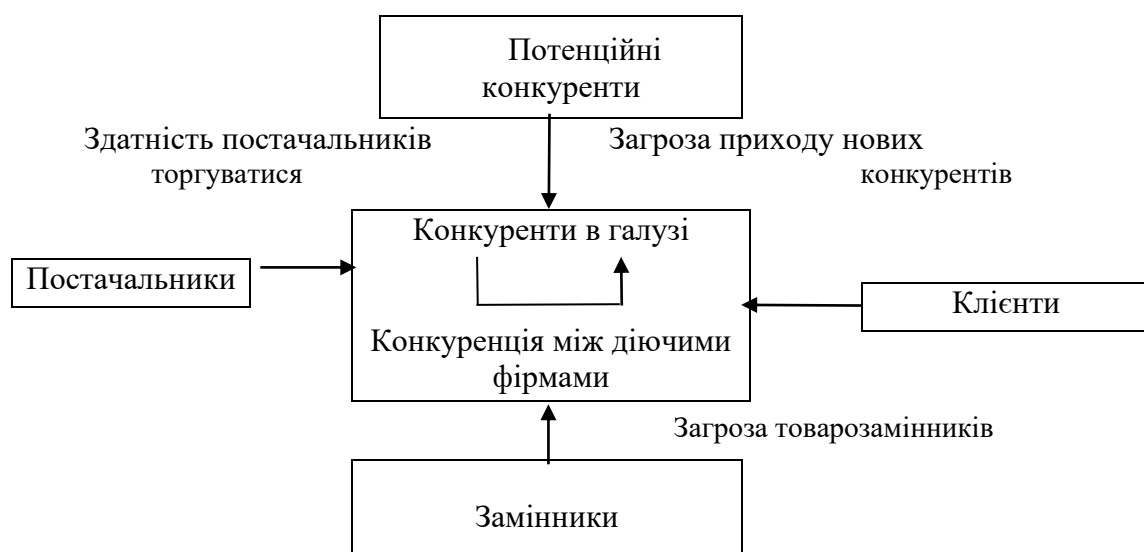 Потенційні
конкуренти
Здатність постачальників
торгуватися
Загроза приходу нових
конкурентів
Конкуренти в галузі
Постачальники
Клієнти
Конкуренція між діючими
фірмами
Загроза товарозамінників
Замінники